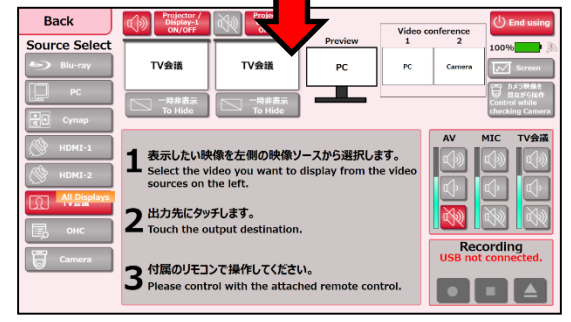 Back
Projector / Display-1 ON/OFF
Preview
Video conference
1 2
End using
Source Select
100%
Blu-ray
TV会議
TV会議
PC
PC
Camera
Screen
PC
一時非表示
To Hide
一時非表示
To Hide
カメラ映像を
見ながら操作
Control while
checking Camera
Cynap
HDMI-1
HDMI-2
All Displays
TV会議
OHC
Camera
1 表示したい映像を左側の映像ソースから選択します。
Select the video you want to display from the video
sources on the left.
2 出力先にタッチします。
Touch the output destination.
3 付属のリモコンで操作してください。
Please control with the attached remote control.
AV MIC TV会議
Recording
USB not connected.